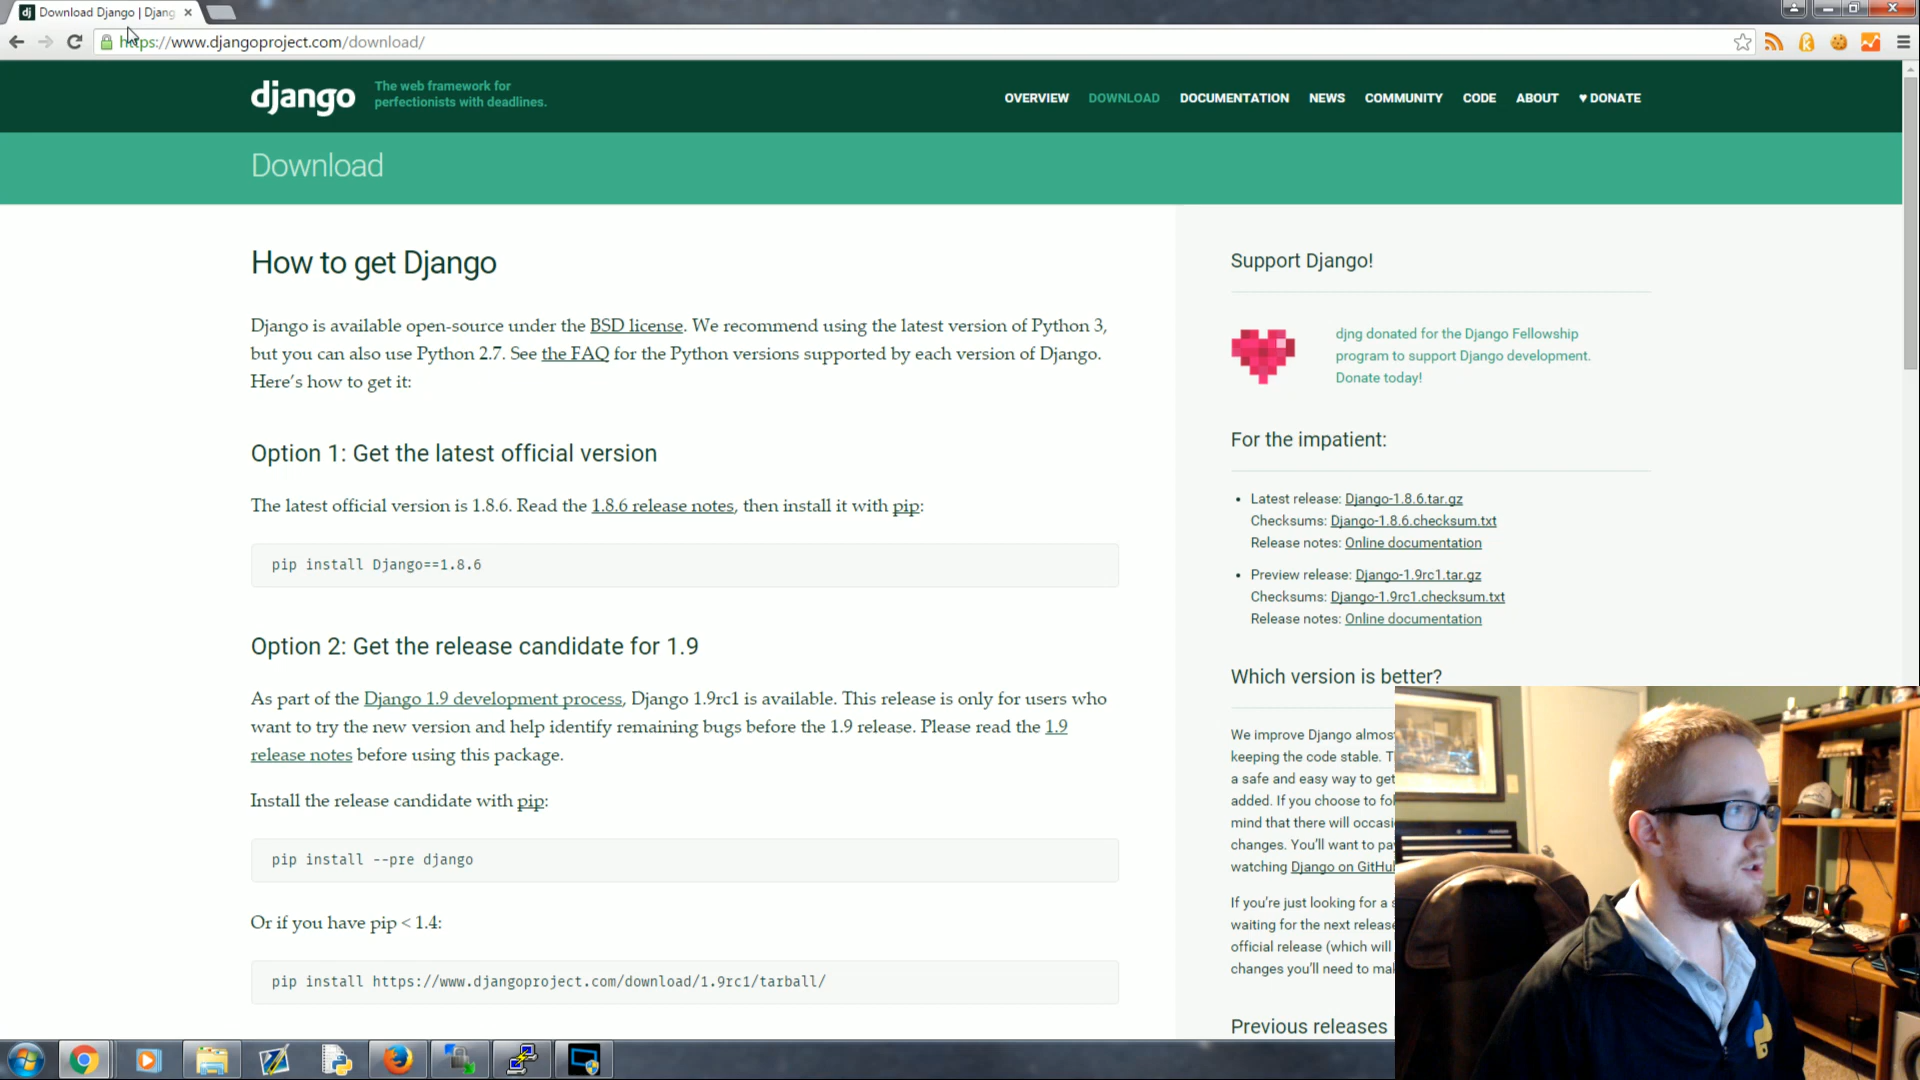 Download Django | Djang
https://www.djangoproject.com/download/
django
The web framework for
perfectionists with deadlines.
OVERVIEW DOWNLOAD DOCUMENTATION NEWS COMMUNITY CODE ABOUT ♥ DONATE
Download
How to get Django
Django is available open-source under the BSD license. We recommend using the latest version of Python 3,
but you can also use Python 2.7. See the FAQ for the Python versions supported by each version of Django.
Here's how to get it:
Option 1: Get the latest official version
The latest official version is 1.8.6. Read the 1.8.6 release notes, then install it with pip:
pip install Django==1.8.6
Option 2: Get the release candidate for 1.9
As part of the Django 1.9 development process, Django 1.9rc1 is available. This release is only for users who
want to try the new version and help identify remaining bugs before the 1.9 release. Please read the 1.9
release notes before using this package.
Install the release candidate with pip:
pip install --pre django
Or if you have pip < 1.4:
pip install https://www.djangoproject.com/download/1.9rc1/tarball/
Support Django!
djng donated for the Django Fellowship
program to support Django development.
Donate today!
For the impatient:
• Latest release: Django-1.8.6.tar.gz
Checksums: Django-1.8.6.checksum.txt
Release notes: Online documentation
• Preview release: Django-1.9rc1.tar.gz
Checksums: Django-1.9rc1.checksum.txt
Release notes: Online documentation
Which version is better?
We improve Django almos
keeping the code stable. T
a safe and easy way to get
added. If you choose to fo
mind that there will occasi
changes. You'll want to pa
watching Django on GitHu
If you're just looking for a s
waiting for the next release
official release (which will
changes you'll need to ma
Previous releases